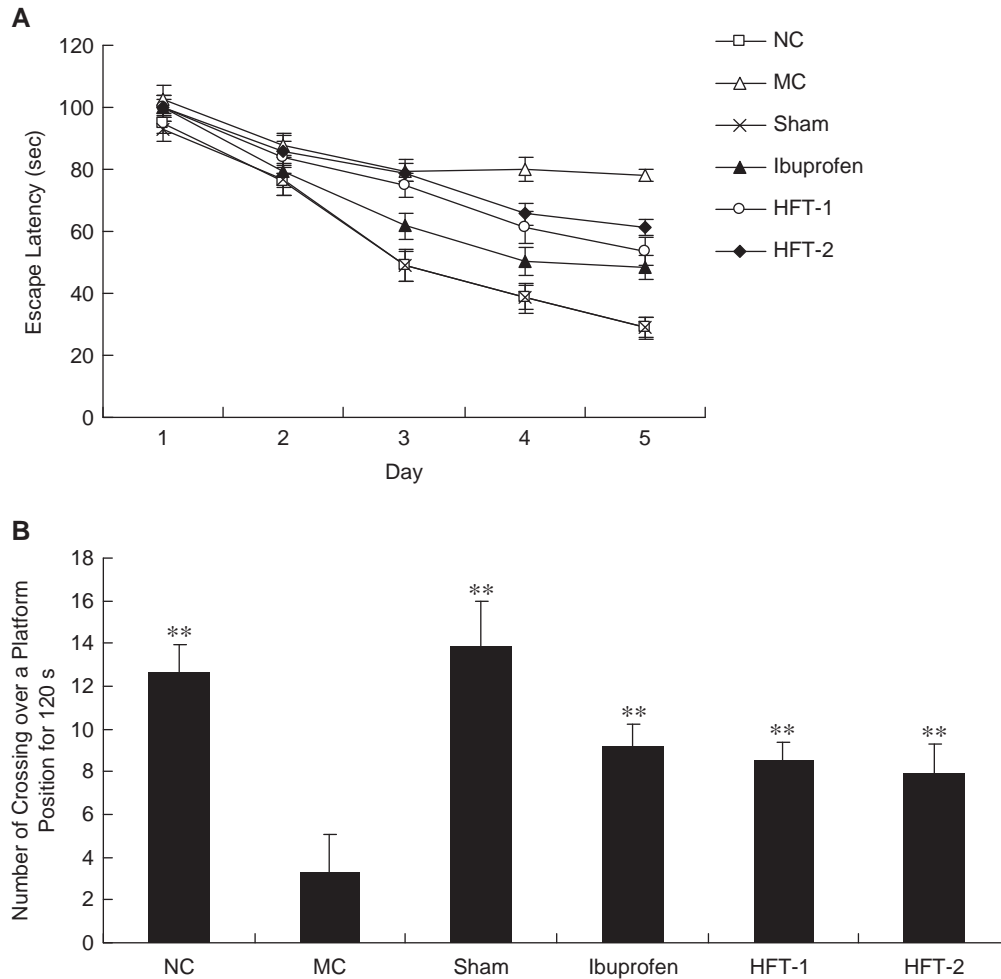 A
120
100
80
60
40
20
0
Escape Latency (sec)
1 2 3 4 5
Day
NC
MC
Sham
Ibuprofen
HFT-1
HFT-2
B
18
16
14
12
10
8
6
4
2
0
Number of Crossing over a Platform
Position for 120 s
**
**
**
**
**
NC MC Sham Ibuprofen HFT-1 HFT-2